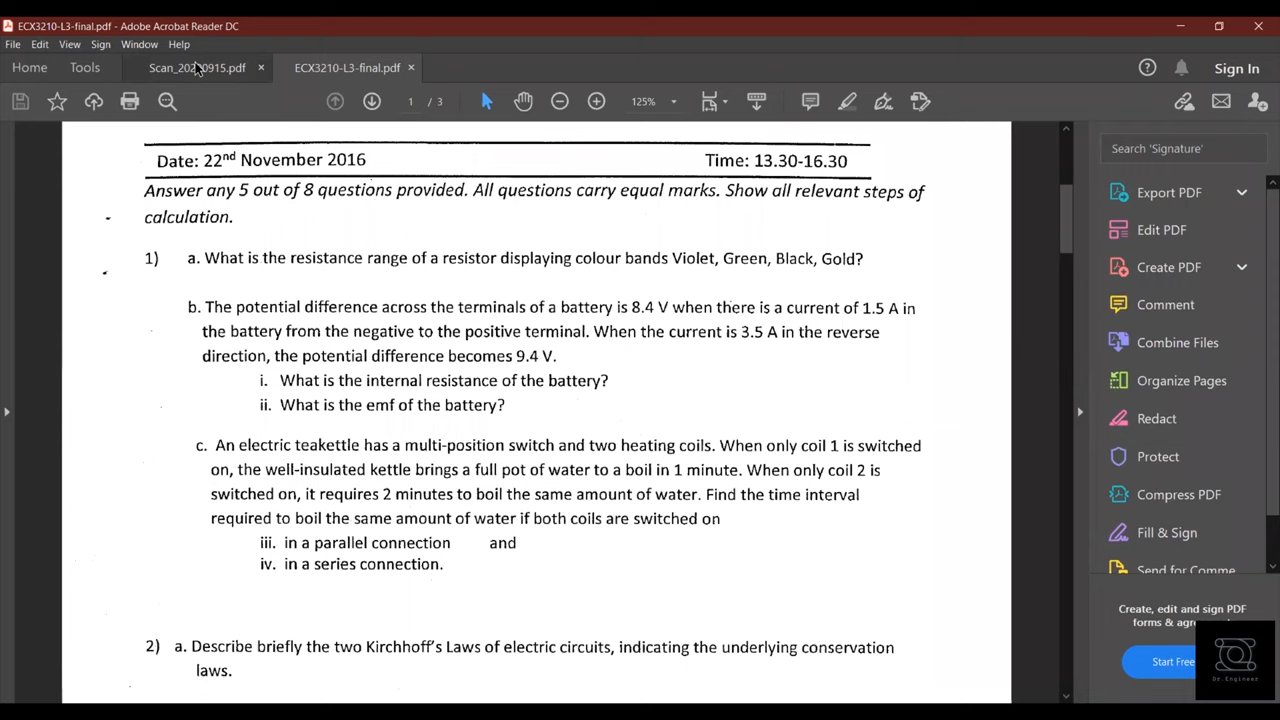 ECX3210-L3-final.pdf - Adobe Acrobat Reader DC
File Edit View Sign Window Help
Home Tools ECX3210-L3-final.pdf Sign In
1 / 3 125%
Date: 22nd November 2016 Time: 13.30-16.30
Answer any 5 out of 8 questions provided. All questions carry equal marks. Show all relevant steps of
calculation.
1) a. What is the resistance range of a resistor displaying colour bands Violet, Green, Black, Gold?
b. The potential difference across the terminals of a battery is 8.4 V when there is a current of 1.5 A in
the battery from the negative to the positive terminal. When the current is 3.5 A in the reverse
direction, the potential difference becomes 9.4 V.
i. What is the internal resistance of the battery?
ii. What is the emf of the battery?
c. An electric teakettle has a multi-position switch and two heating coils. When only coil 1 is switched
on, the well-insulated kettle brings a full pot of water to a boil in 1 minute. When only coil 2 is
switched on, it requires 2 minutes to boil the same amount of water. Find the time interval
required to boil the same amount of water if both coils are switched on
iii. in a parallel connection and
iv. in a series connection.
2) a. Describe briefly the two Kirchhoff's Laws of electric circuits, indicating the underlying conservation
laws.
Search 'Signature'
Export PDF
Edit PDF
Create PDF
Comment
Combine Files
Organize Pages
Redact
Protect
Compress PDF
Fill & Sign
Send for Comme
Create, edit and sign PDF
forms &
Start Free
Dr.Engineer